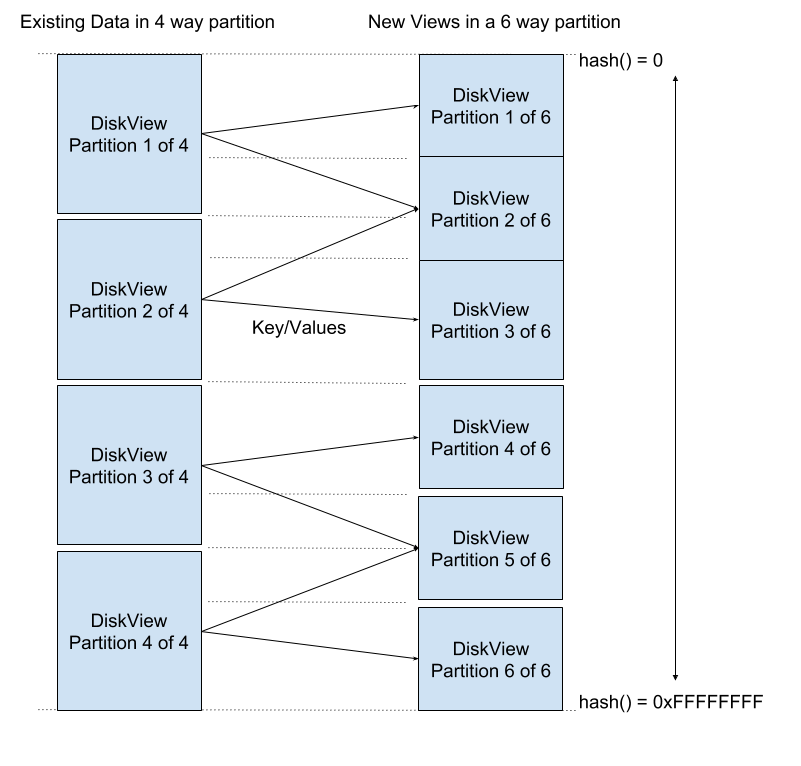 Existing Data in 4 way partition
New Views in a 6 way partition
hash() = 0
DiskView
Partition 1 of 4
DiskView
Partition 2 of 4
DiskView
Partition 3 of 4
DiskView
Partition 4 of 4
Key/Values
DiskView
Partition 1 of 6
DiskView
Partition 2 of 6
DiskView
Partition 3 of 6
DiskView
Partition 4 of 6
DiskView
Partition 5 of 6
DiskView
Partition 6 of 6
hash() = 0xFFFFFFFF